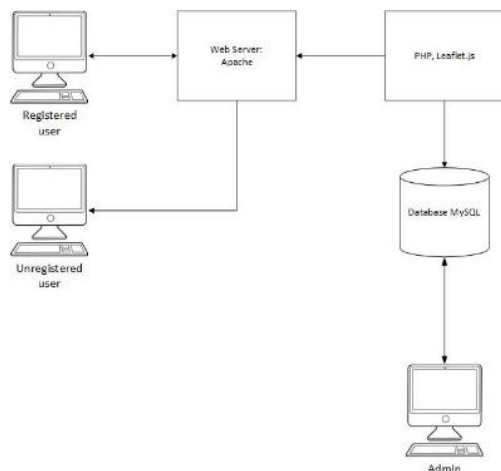 Web Server:
Apache
PHP, Leaflet.js
Registered
user
Database MySQL
Unregistered
user
Admin